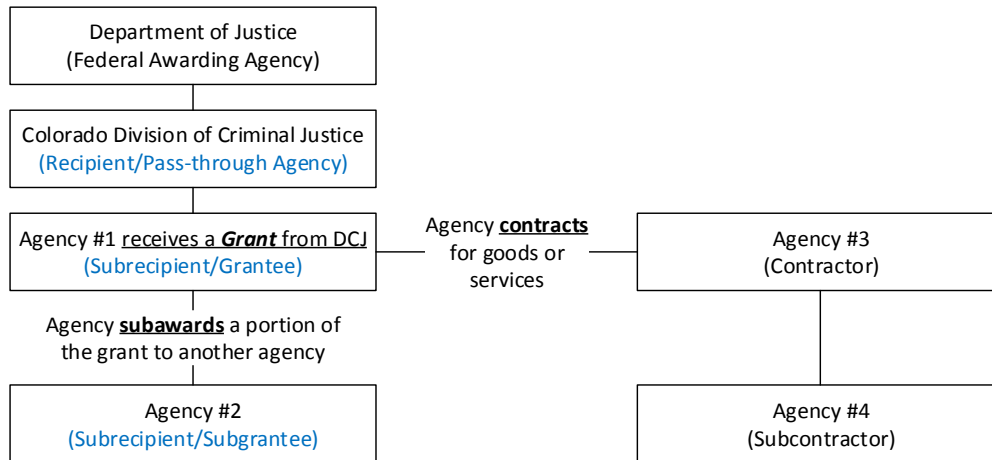 Department of Justice
(Federal Awarding Agency)
Colorado Division of Criminal Justice
(Recipient/Pass-through Agency)
Agency #1 receives a Grant from DCJ
(Subrecipient/Grantee)
Agency contracts
for goods or
services
Agency #3
(Contractor)
Agency subawards a portion of
the grant to another agency
Agency #2
(Subrecipient/Subgrantee)
Agency #4
(Subcontractor)